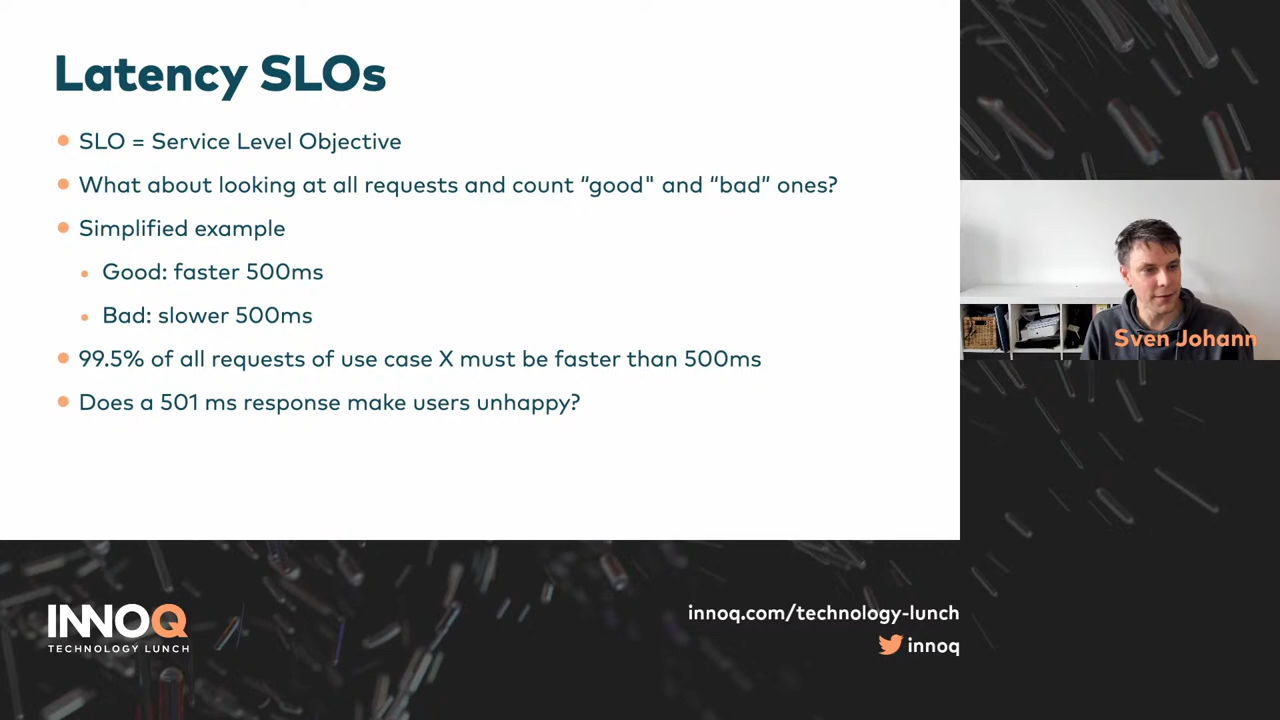 Latency SLOs
SLO = Service Level Objective
What about looking at all requests and count “good" and “bad” ones?
Simplified example
Good: faster 500ms
Bad: slower 500ms
99.5% of all requests of use case X must be faster than 500ms
Does a 501 ms response make users unhappy?
Sven Johann
INNOQ
TECHNOLOGY LUNCH
innoq.com/technology-lunch
innoq